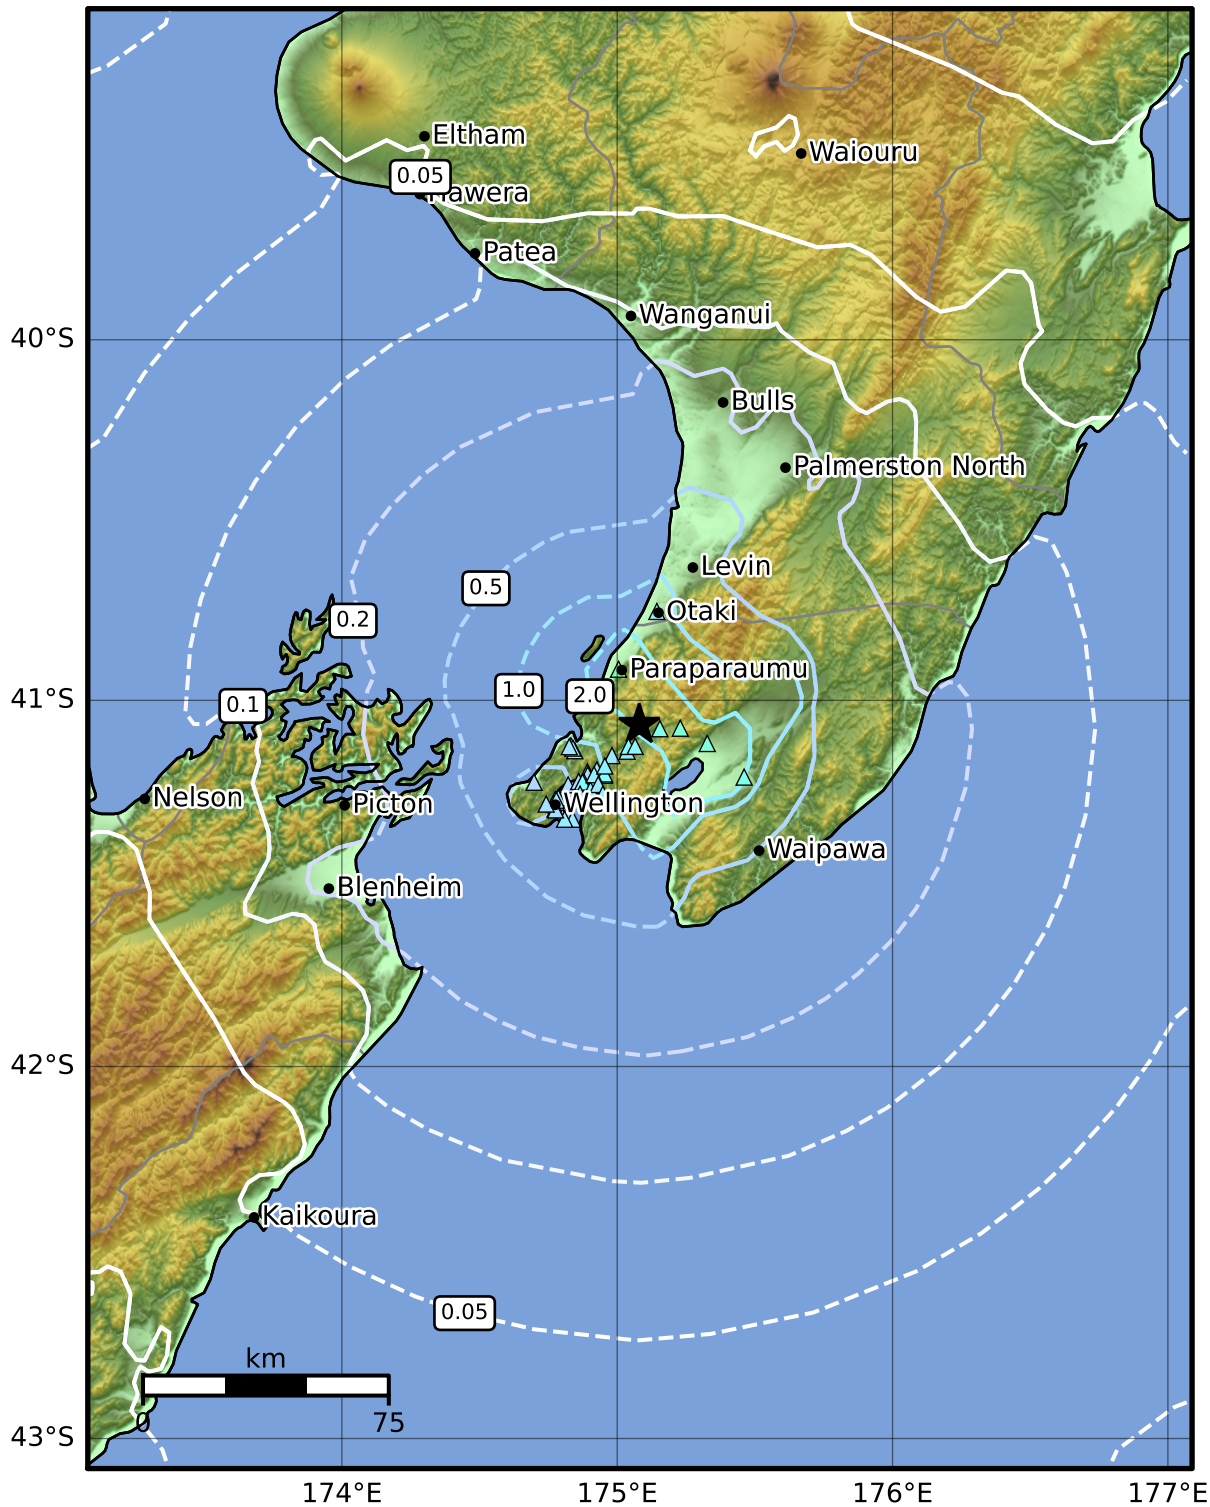 Eltham
Waiouru
0.05
Hawera
Patea
Wanganui
40°S
Bulls
Palmerston North
Levin
0.5
Otaki
0.2
Paraparaumu
1.0
2.0
41°S
0.1
Nelson
Picton
Wellington
Waipawa
Blenheim
42°S
Kaikoura
0.05
km
0
75
43°S
174°E
175°E
176°E
177°E